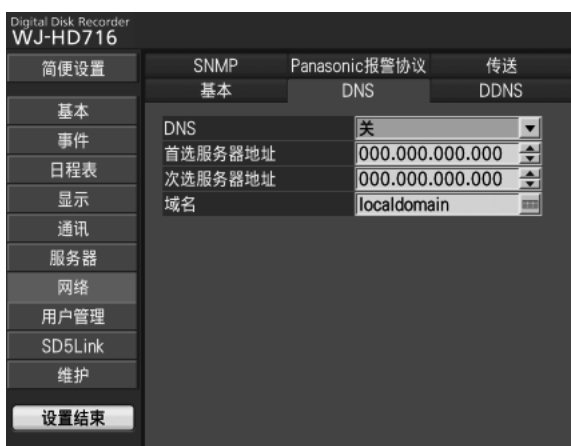 Digital Disk Recorder
WJ-HD716
简便设置
基本
事件
日程表
显示
通讯
服务器
网络
用户管理
SD5Link
维护
设置结束
SNMP Panasonic报警协议 传送
基本 DNS DDNS
DNS 关
首选服务器地址 000.000.000.000
次选服务器地址 000.000.000.000
域名 localdomain